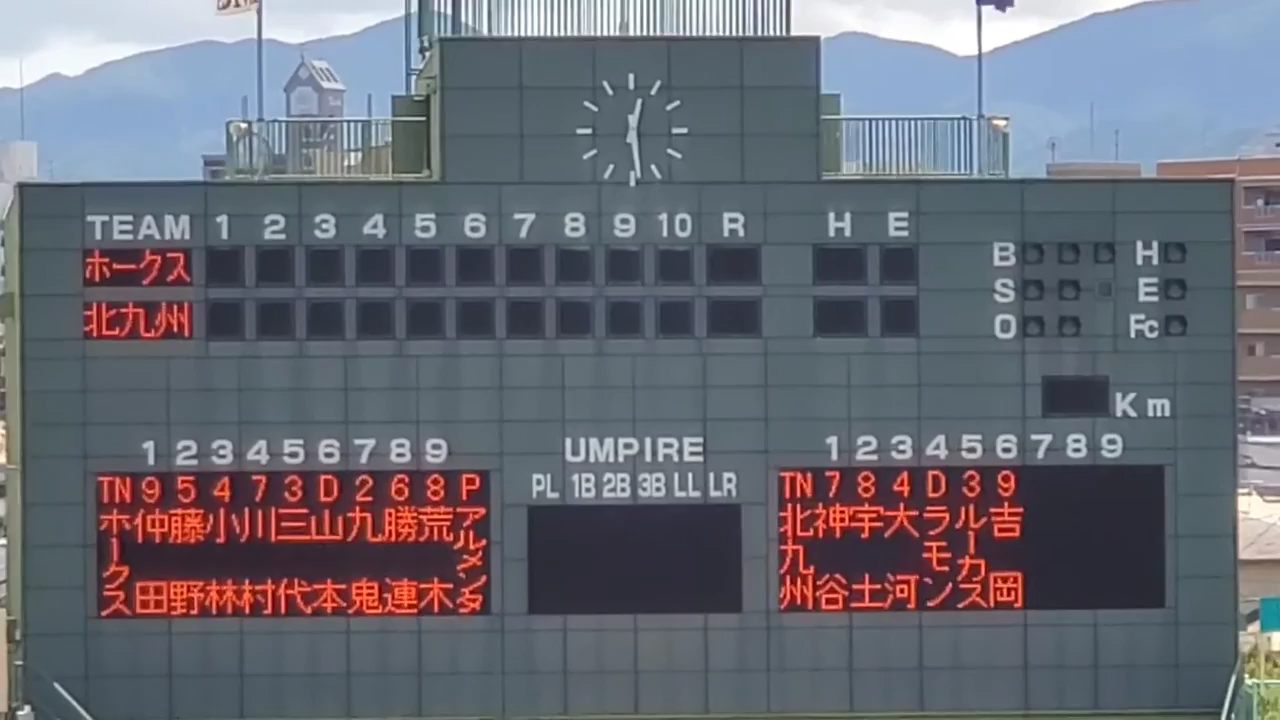 TEAM 1 2 3 4 5 6 7 8 9 10 R H E
ホークス
北九州
B H
S E
O Fc
Km
1 2 3 4 5 6 7 8 9
TN 9 5 4 7 3 D 2 6 8 P
ホークス 仲田 藤野 小林 川村 三代 山本 九鬼 勝連 荒木 アルメンタ
UMPIRE
PL 1B 2B 3B LL LR
1 2 3 4 5 6 7 8 9
TN 7 8 4 D 3 9
北九州 神谷 宇土 大河 ラモン ルーカス 吉岡